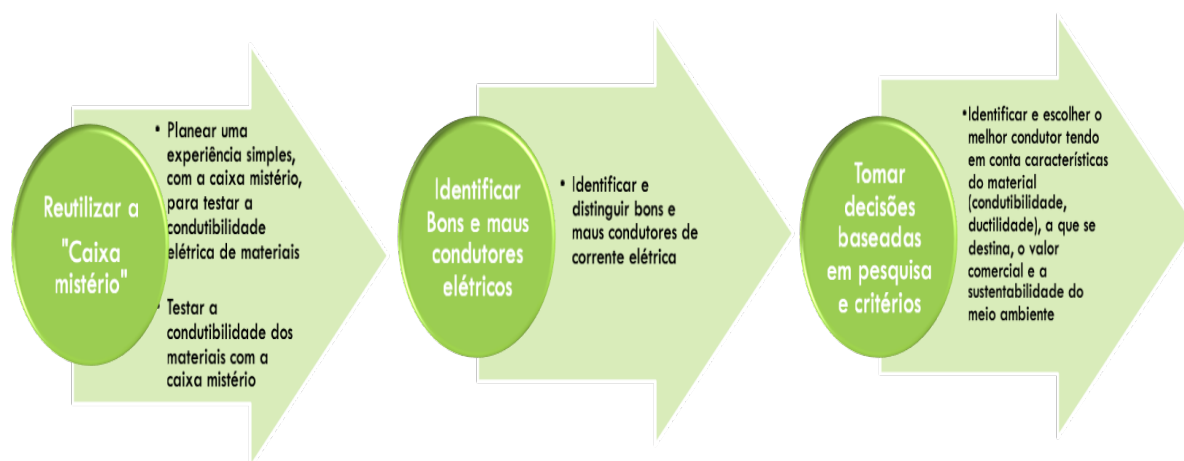 Reutilizar a
"Caixa
mistério"
• Planear uma
experiência simples,
com a caixa mistério,
para testar a
condutibilidade
elétrica de materiais
• Testar a
condutibilidade dos
materiais com a
caixa mistério
Identificar
Bons e maus
condutores
elétricos
• Identificar e
distinguir bons e
maus condutores de
corrente elétrica
Tomar
decisões
baseadas
em pesquisa
e critérios
•Identificar e escolher o
melhor condutor tendo
em conta características
do material
(condutibilidade,
ductilidade), a que se
destina, o valor
comercial e a
sustentabilidade do
meio ambiente